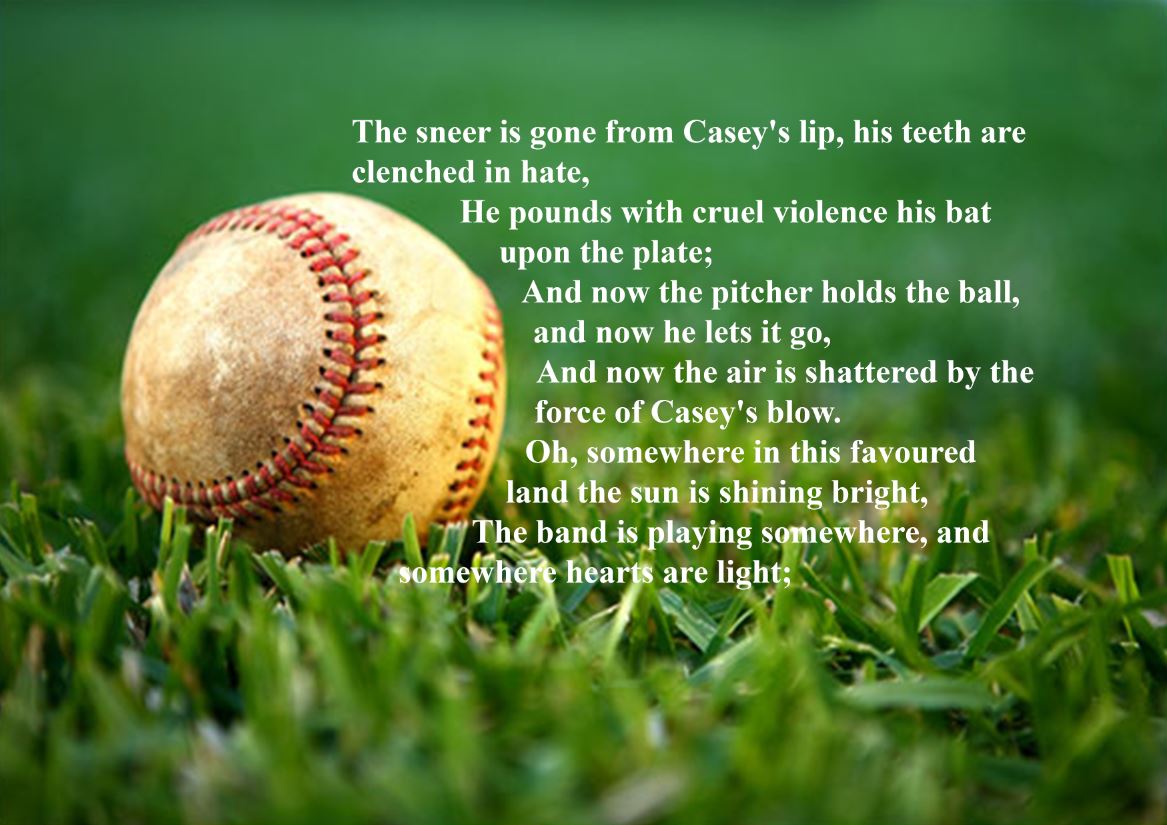 The sneer is gone from Casey's lip, his teeth are
clenched in hate,
He pounds with cruel violence his bat
upon the plate;
And now the pitcher holds the ball,
and now he lets it go,
And now the air is shattered by the
force of Casey's blow.
Oh, somewhere in this favoured
land the sun is shining bright,
The band is playing somewhere, and
somewhere hearts are light;